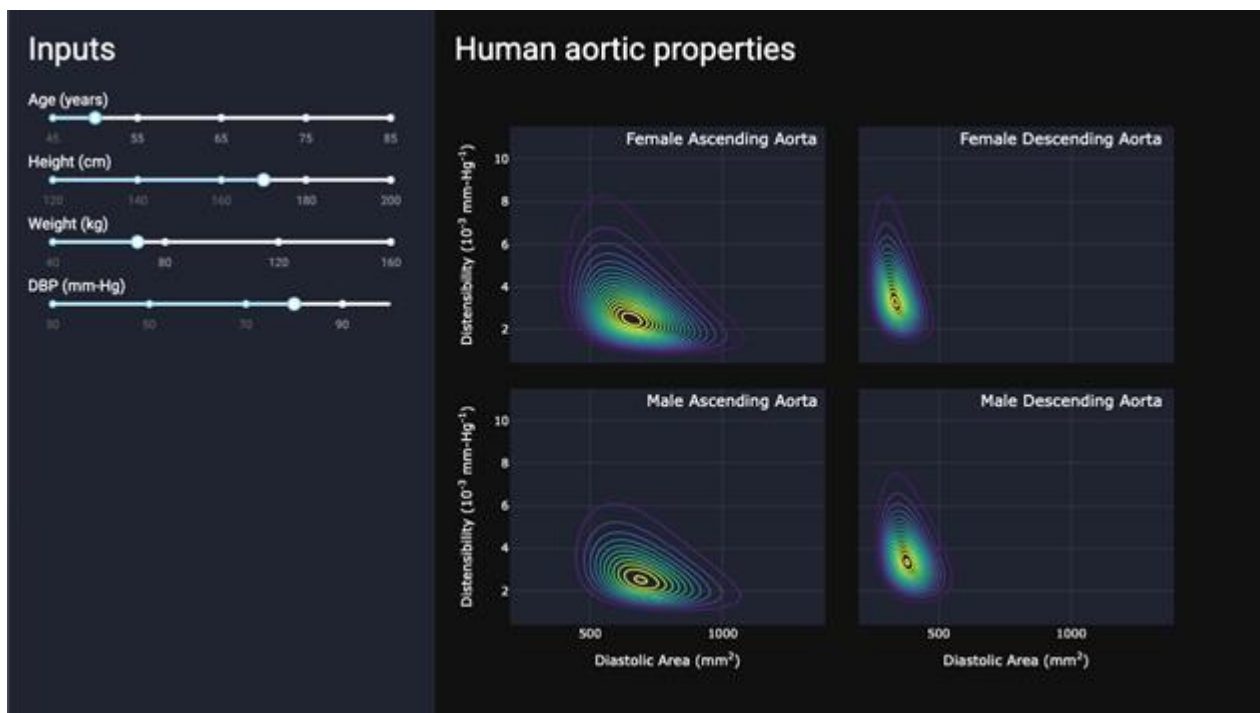 Inputs
Age (years)
45 55 65 75 85
Height (cm)
120 140 160 180 200
Weight (kg)
40 80 120 160
DBP (mm-Hg)
30 50 70 90
Human aortic properties
Female Ascending Aorta
Distensibility (10⁻³ mm-Hg⁻¹)
10
8
6
4
2
Female Descending Aorta
Male Ascending Aorta
Distensibility (10⁻³ mm-Hg⁻¹)
10
8
6
4
2
500 1000
Diastolic Area (mm²)
Male Descending Aorta
500 1000
Diastolic Area (mm²)